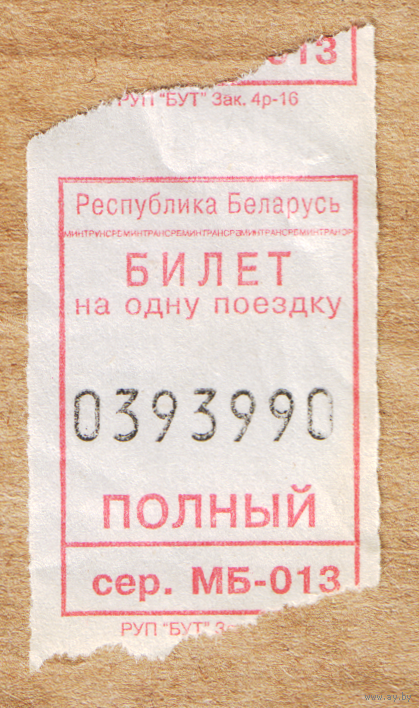 013
РУП "БУТ" Зак. 4р-16
Республика Беларусь
БИЛЕТ
на одну поездку
0393990
ПОЛНЫЙ
сер. МБ-013
РУП "БУТ"